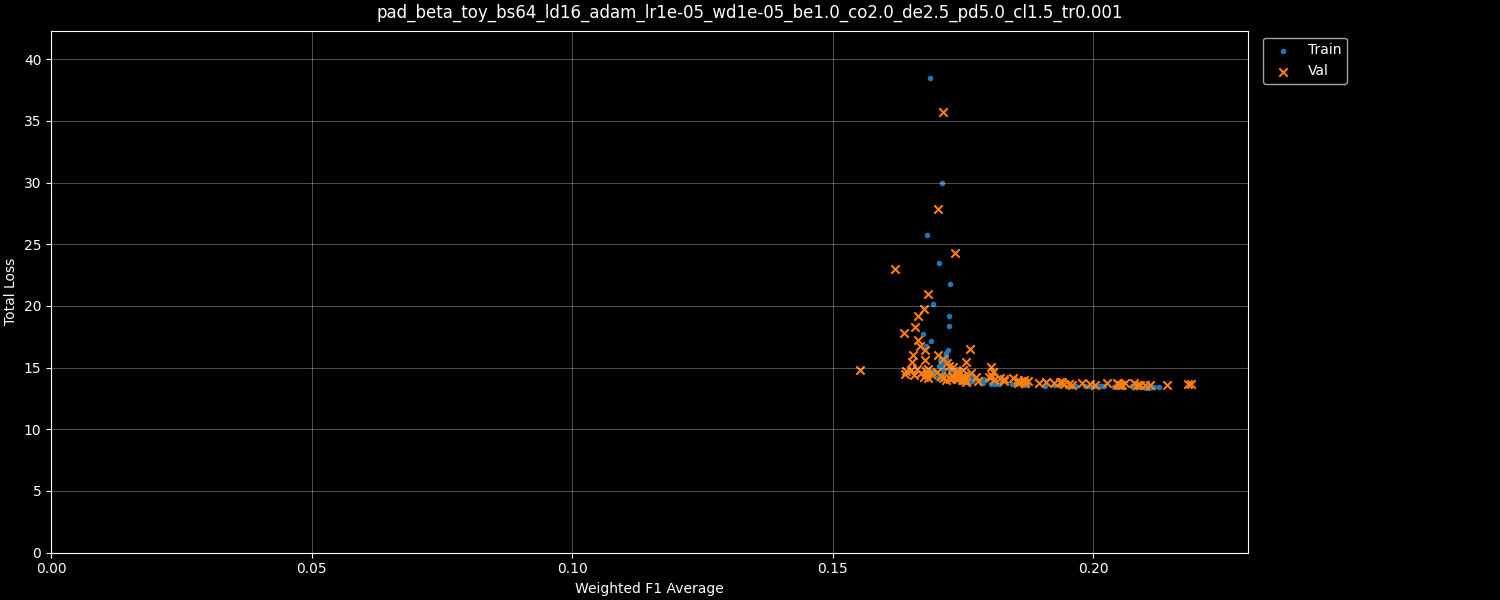 pad_beta_toy_bs64_ld16_adam_lr1e-05_wd1e-05_be1.0_co2.0_de2.5_pd5.0_cl1.5_tr0.001
Train
Val
Total Loss
40
35
30
25
20
15
10
5
0
0.00 0.05 0.10 0.15 0.20
Weighted F1 Average